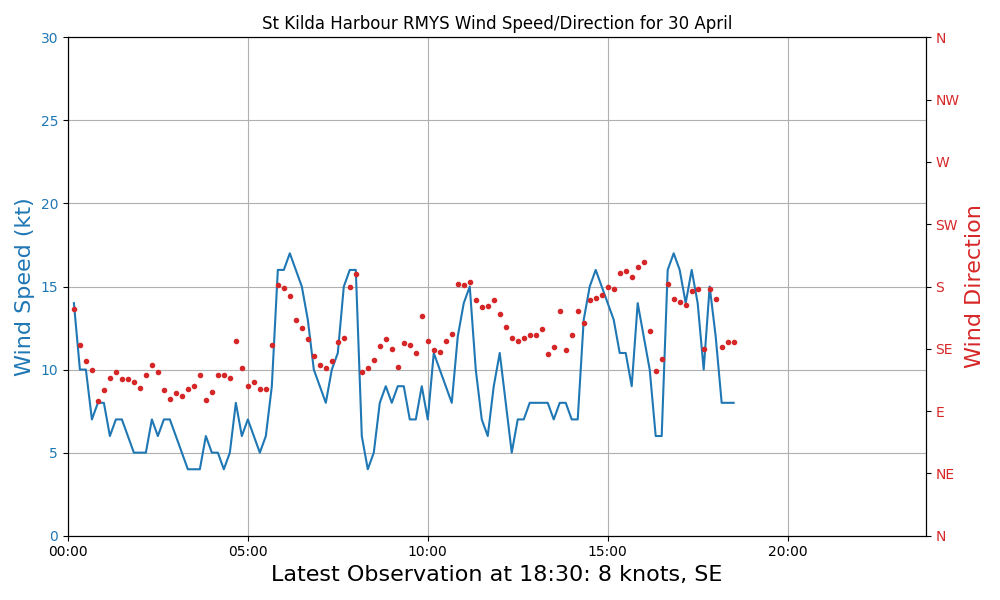 St Kilda Harbour RMYS Wind Speed/Direction for 30 April
Wind Speed (kt)
30
25
20
15
10
5
0
N
NW
W
SW
S
SE
E
NE
N
Wind Direction
00:00 05:00 10:00 15:00 20:00
Latest Observation at 18:30: 8 knots, SE